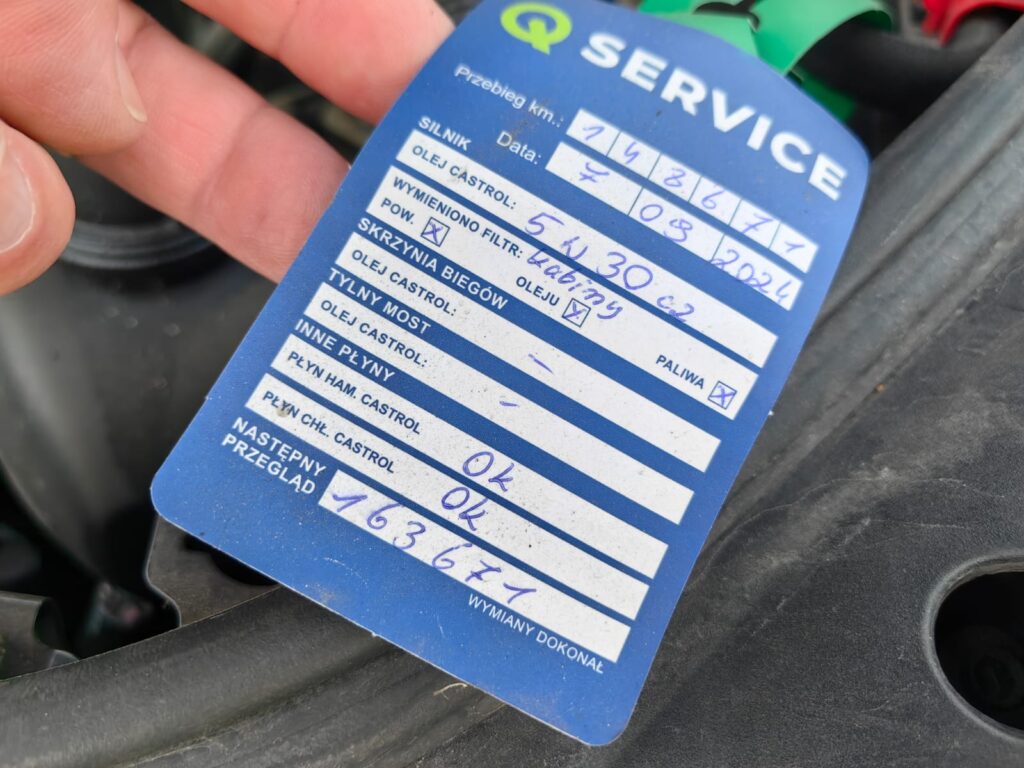 Q SERVICE
Przebieg km.: 148671
Data: 7 09 2024
SILNIK
OLEJ CASTROL: 5W30 C2
WYMIENIONO FILTR: kabiny
POW. X OLEJU X PALIWA X
SKRZYNIA BIEGÓW
OLEJ CASTROL: -
TYLNY MOST
OLEJ CASTROL: -
INNE PŁYNY
PŁYN HAM. CASTROL Ok
PŁYN CHŁ. CASTROL Ok
NASTĘPNY
PRZEGLĄD 163671
WYMIANY DOKONAŁ